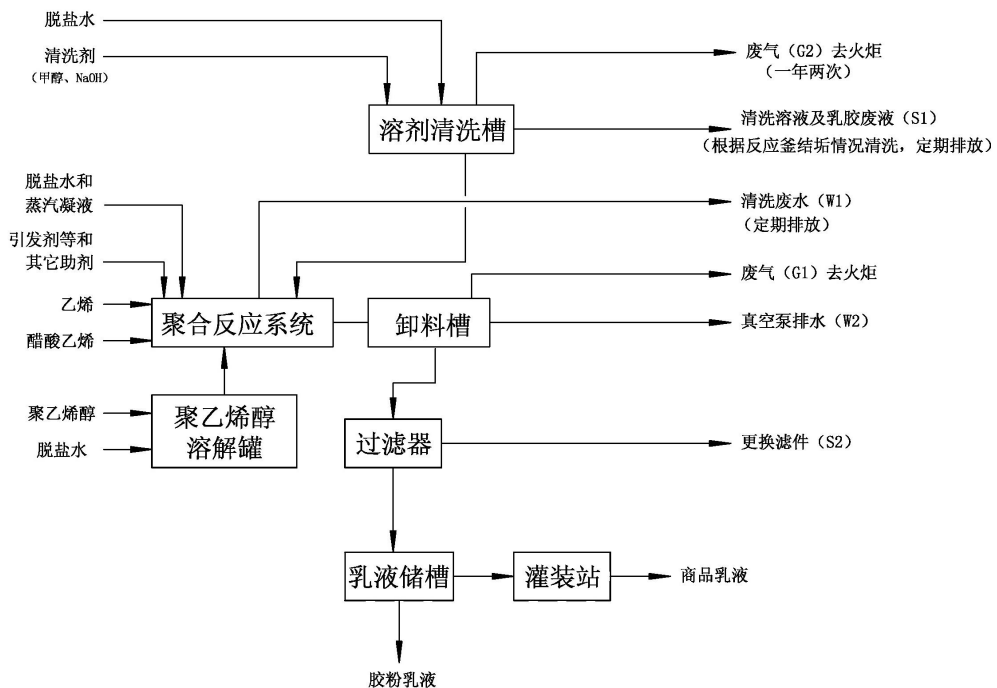 脱盐水
清洗剂
(甲醇、NaOH)
废气（G2）去火炬
（一年两次）
溶剂清洗槽
清洗溶液及乳胶废液（S1）
（根据反应釜结垢情况清洗，定期排放）
脱盐水和
蒸汽凝液
清洗废水（W1）
（定期排放）
引发剂等和
其它助剂
废气（G1）去火炬
乙烯
聚合反应系统
卸料槽
真空泵排水（W2）
醋酸乙烯
聚乙烯醇
聚乙烯醇
溶解罐
脱盐水
过滤器
更换滤件（S2）
乳液储槽
灌装站
商品乳液
胶粉乳液